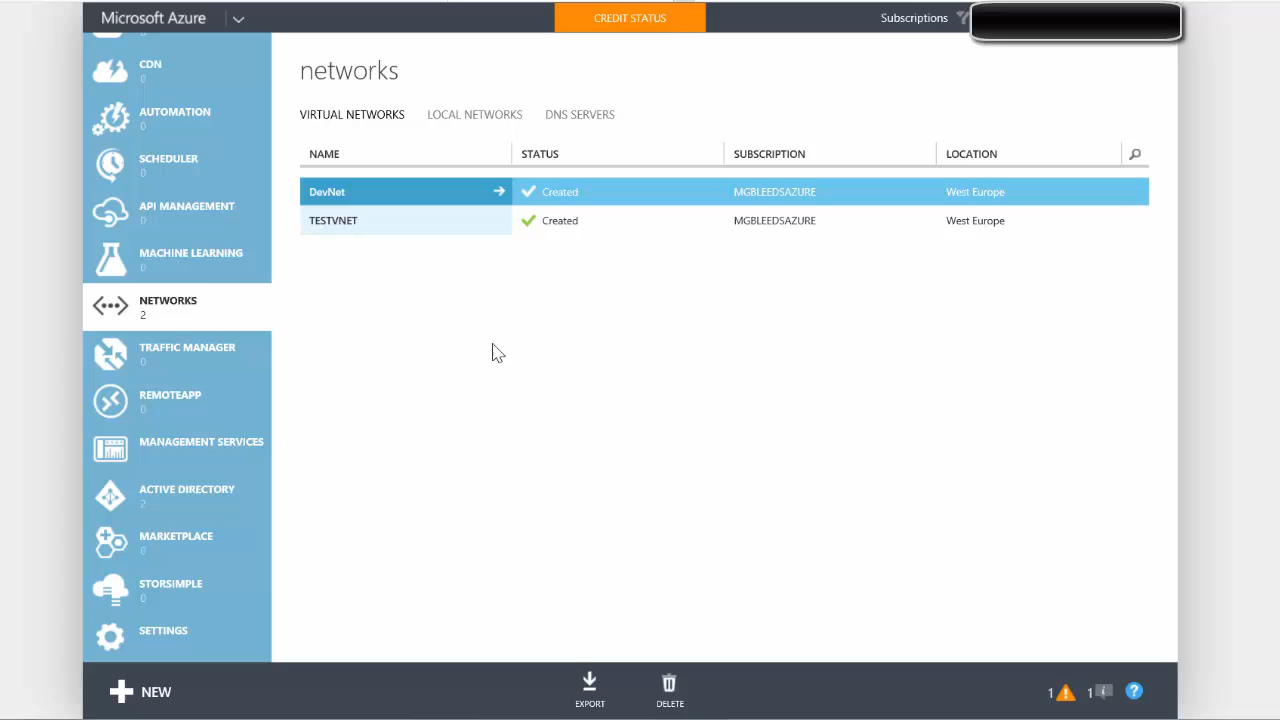 Microsoft Azure
CREDIT STATUS
Subscriptions
CDN
0
AUTOMATION
0
SCHEDULER
0
API MANAGEMENT
0
MACHINE LEARNING
0
NETWORKS
2
TRAFFIC MANAGER
0
REMOTEAPP
0
MANAGEMENT SERVICES
ACTIVE DIRECTORY
2
MARKETPLACE
0
STORSIMPLE
0
SETTINGS
networks
VIRTUAL NETWORKS LOCAL NETWORKS DNS SERVERS
NAME STATUS SUBSCRIPTION LOCATION
DevNet Created MGBLEEDSAZURE West Europe
TESTVNET Created MGBLEEDSAZURE West Europe
NEW
EXPORT
DELETE
1 1 ?